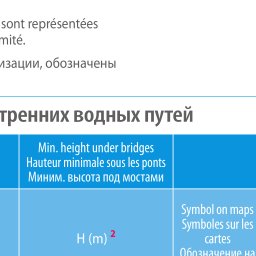 sont représentées
mité.
изации, обозначены
тренних водных путей
Min. height under bridges
Hauteur minimale sous les ponts
Миним. высота под мостами
H (m) 2
Symbol on maps
Symboles sur les
cartes
Обозначение на